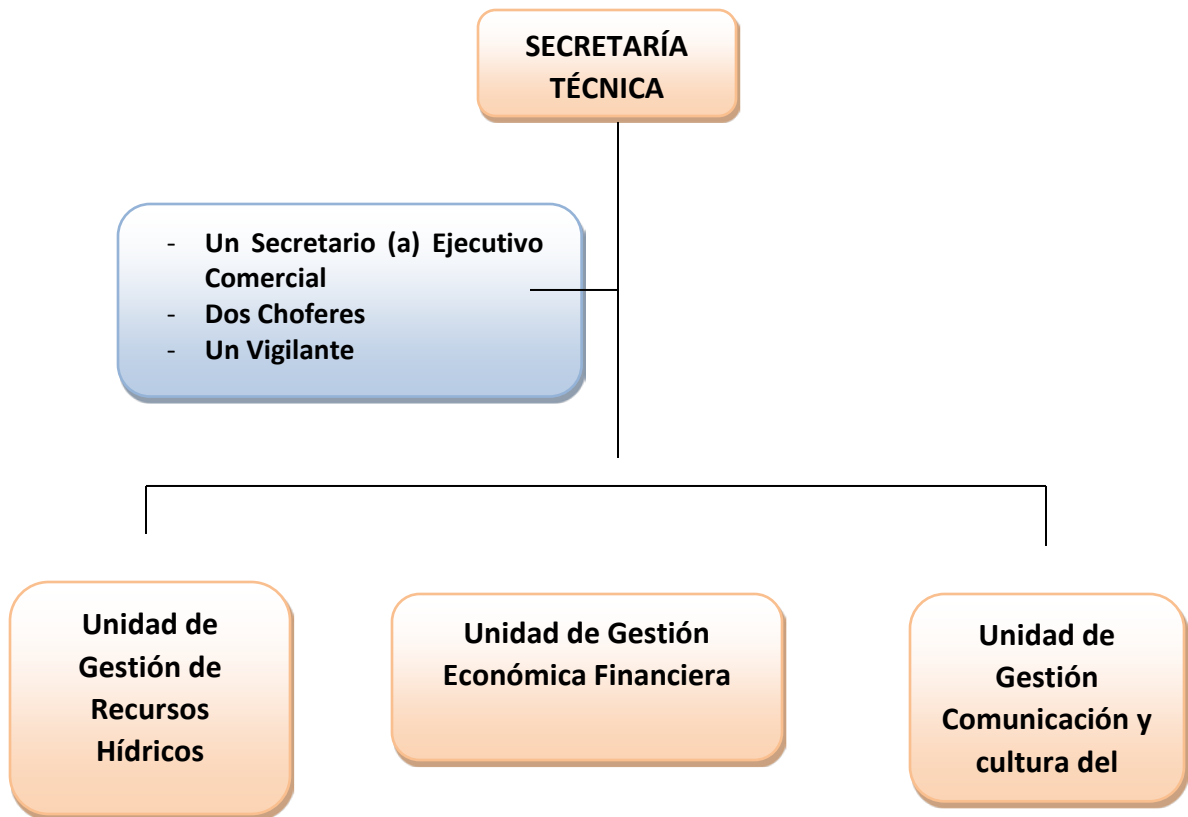 SECRETARÍA
TÉCNICA
- Un Secretario (a) Ejecutivo
Comercial
- Dos Choferes
- Un Vigilante
Unidad de
Gestión de
Recursos
Hídricos
Unidad de Gestión
Económica Financiera
Unidad de
Gestión
Comunicación y
cultura del